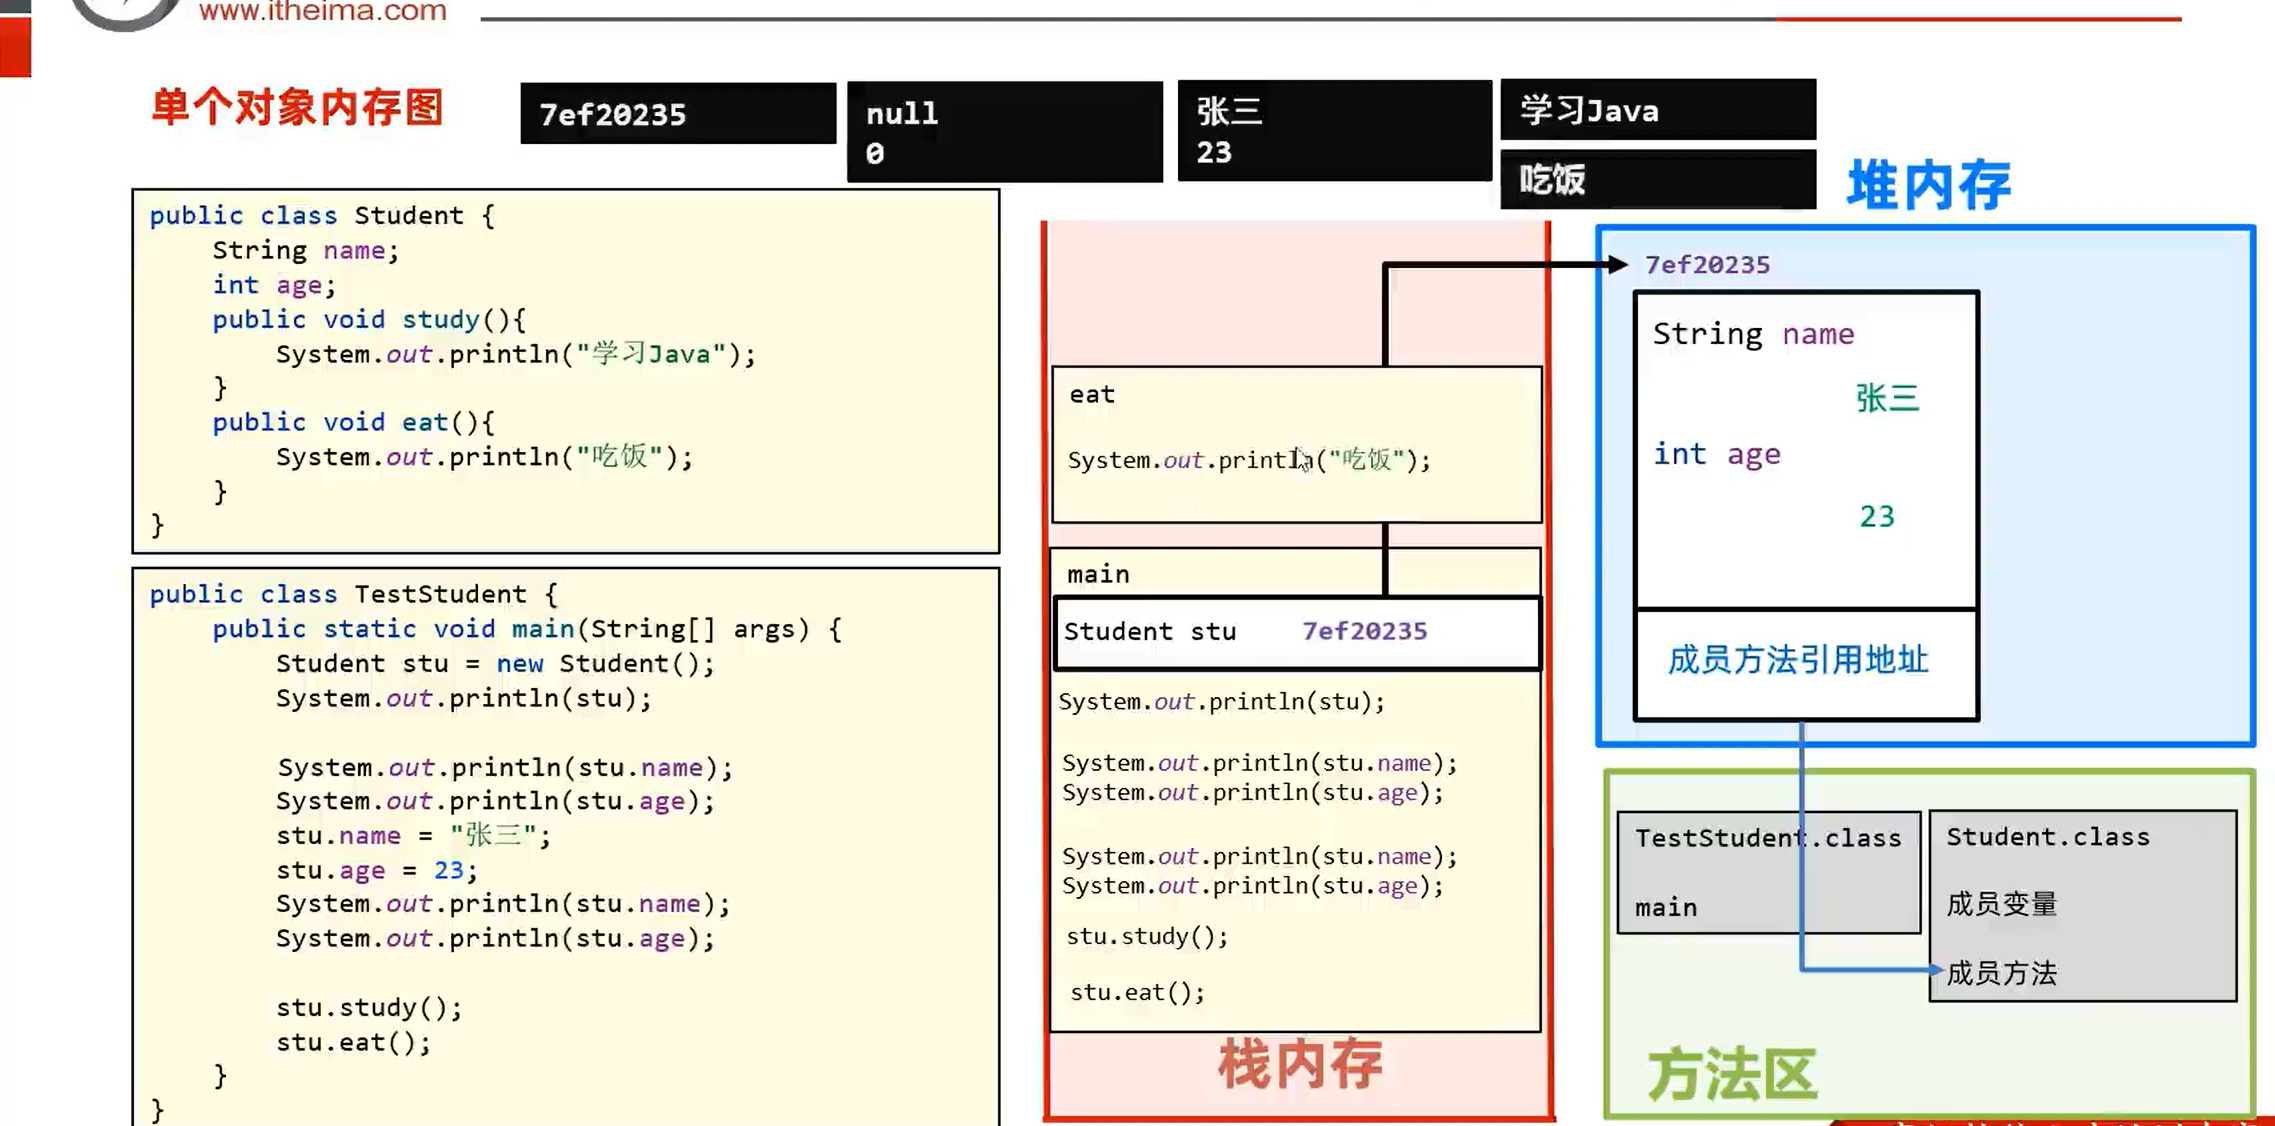 www.itheima.com
单个对象内存图
7ef20235
null
0
张三
23
学习Java
吃饭
public class Student {
String name;
int age;
public void study(){
System.out.println("学习Java");
}
public void eat(){
System.out.println("吃饭");
}
}
public class TestStudent {
public static void main(String[] args) {
Student stu = new Student();
System.out.println(stu);
System.out.println(stu.name);
System.out.println(stu.age);
stu.name = "张三";
stu.age = 23;
System.out.println(stu.name);
System.out.println(stu.age);
stu.study();
stu.eat();
}
}
eat
System.out.println("吃饭");
main
Student stu 7ef20235
System.out.println(stu);
System.out.println(stu.name);
System.out.println(stu.age);
System.out.println(stu.name);
System.out.println(stu.age);
stu.study();
stu.eat();
栈内存
堆内存
7ef20235
String name
张三
int age
23
成员方法引用地址
TestStudent.class
main
Student.class
成员变量
成员方法
方法区